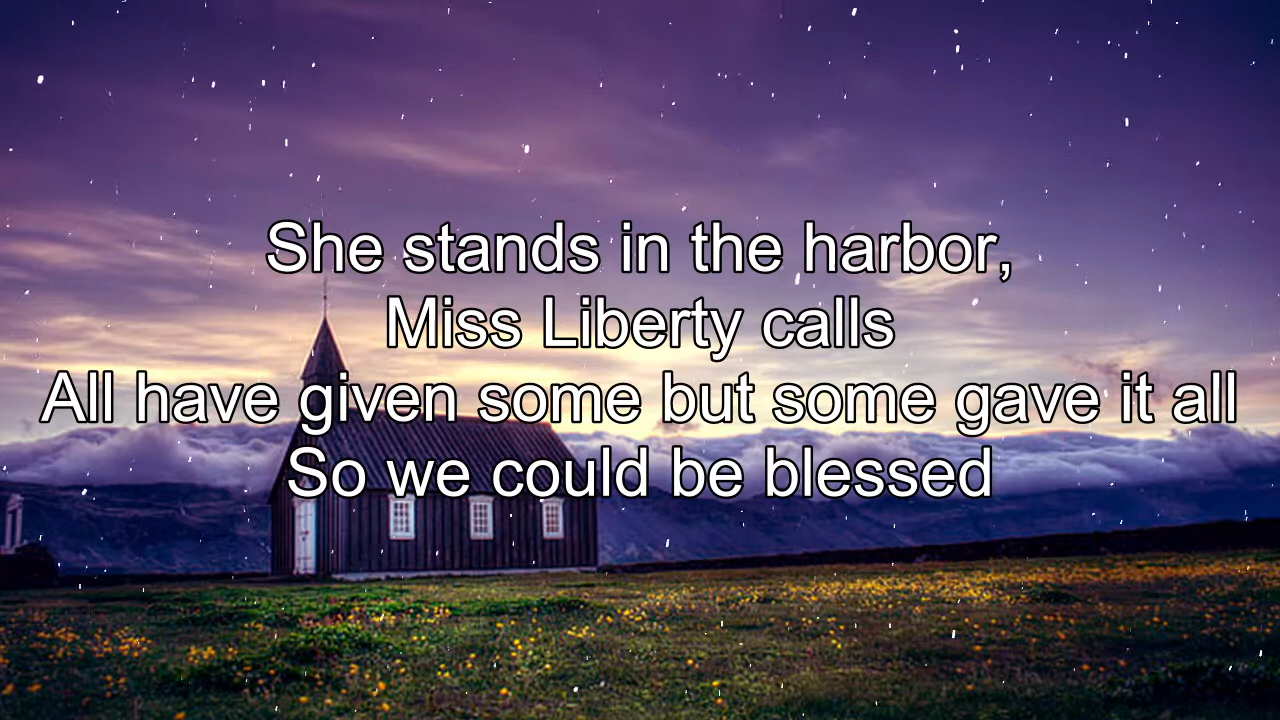 She stands in the harbor,
Miss Liberty calls
All have given some but some gave it all
So we could be blessed